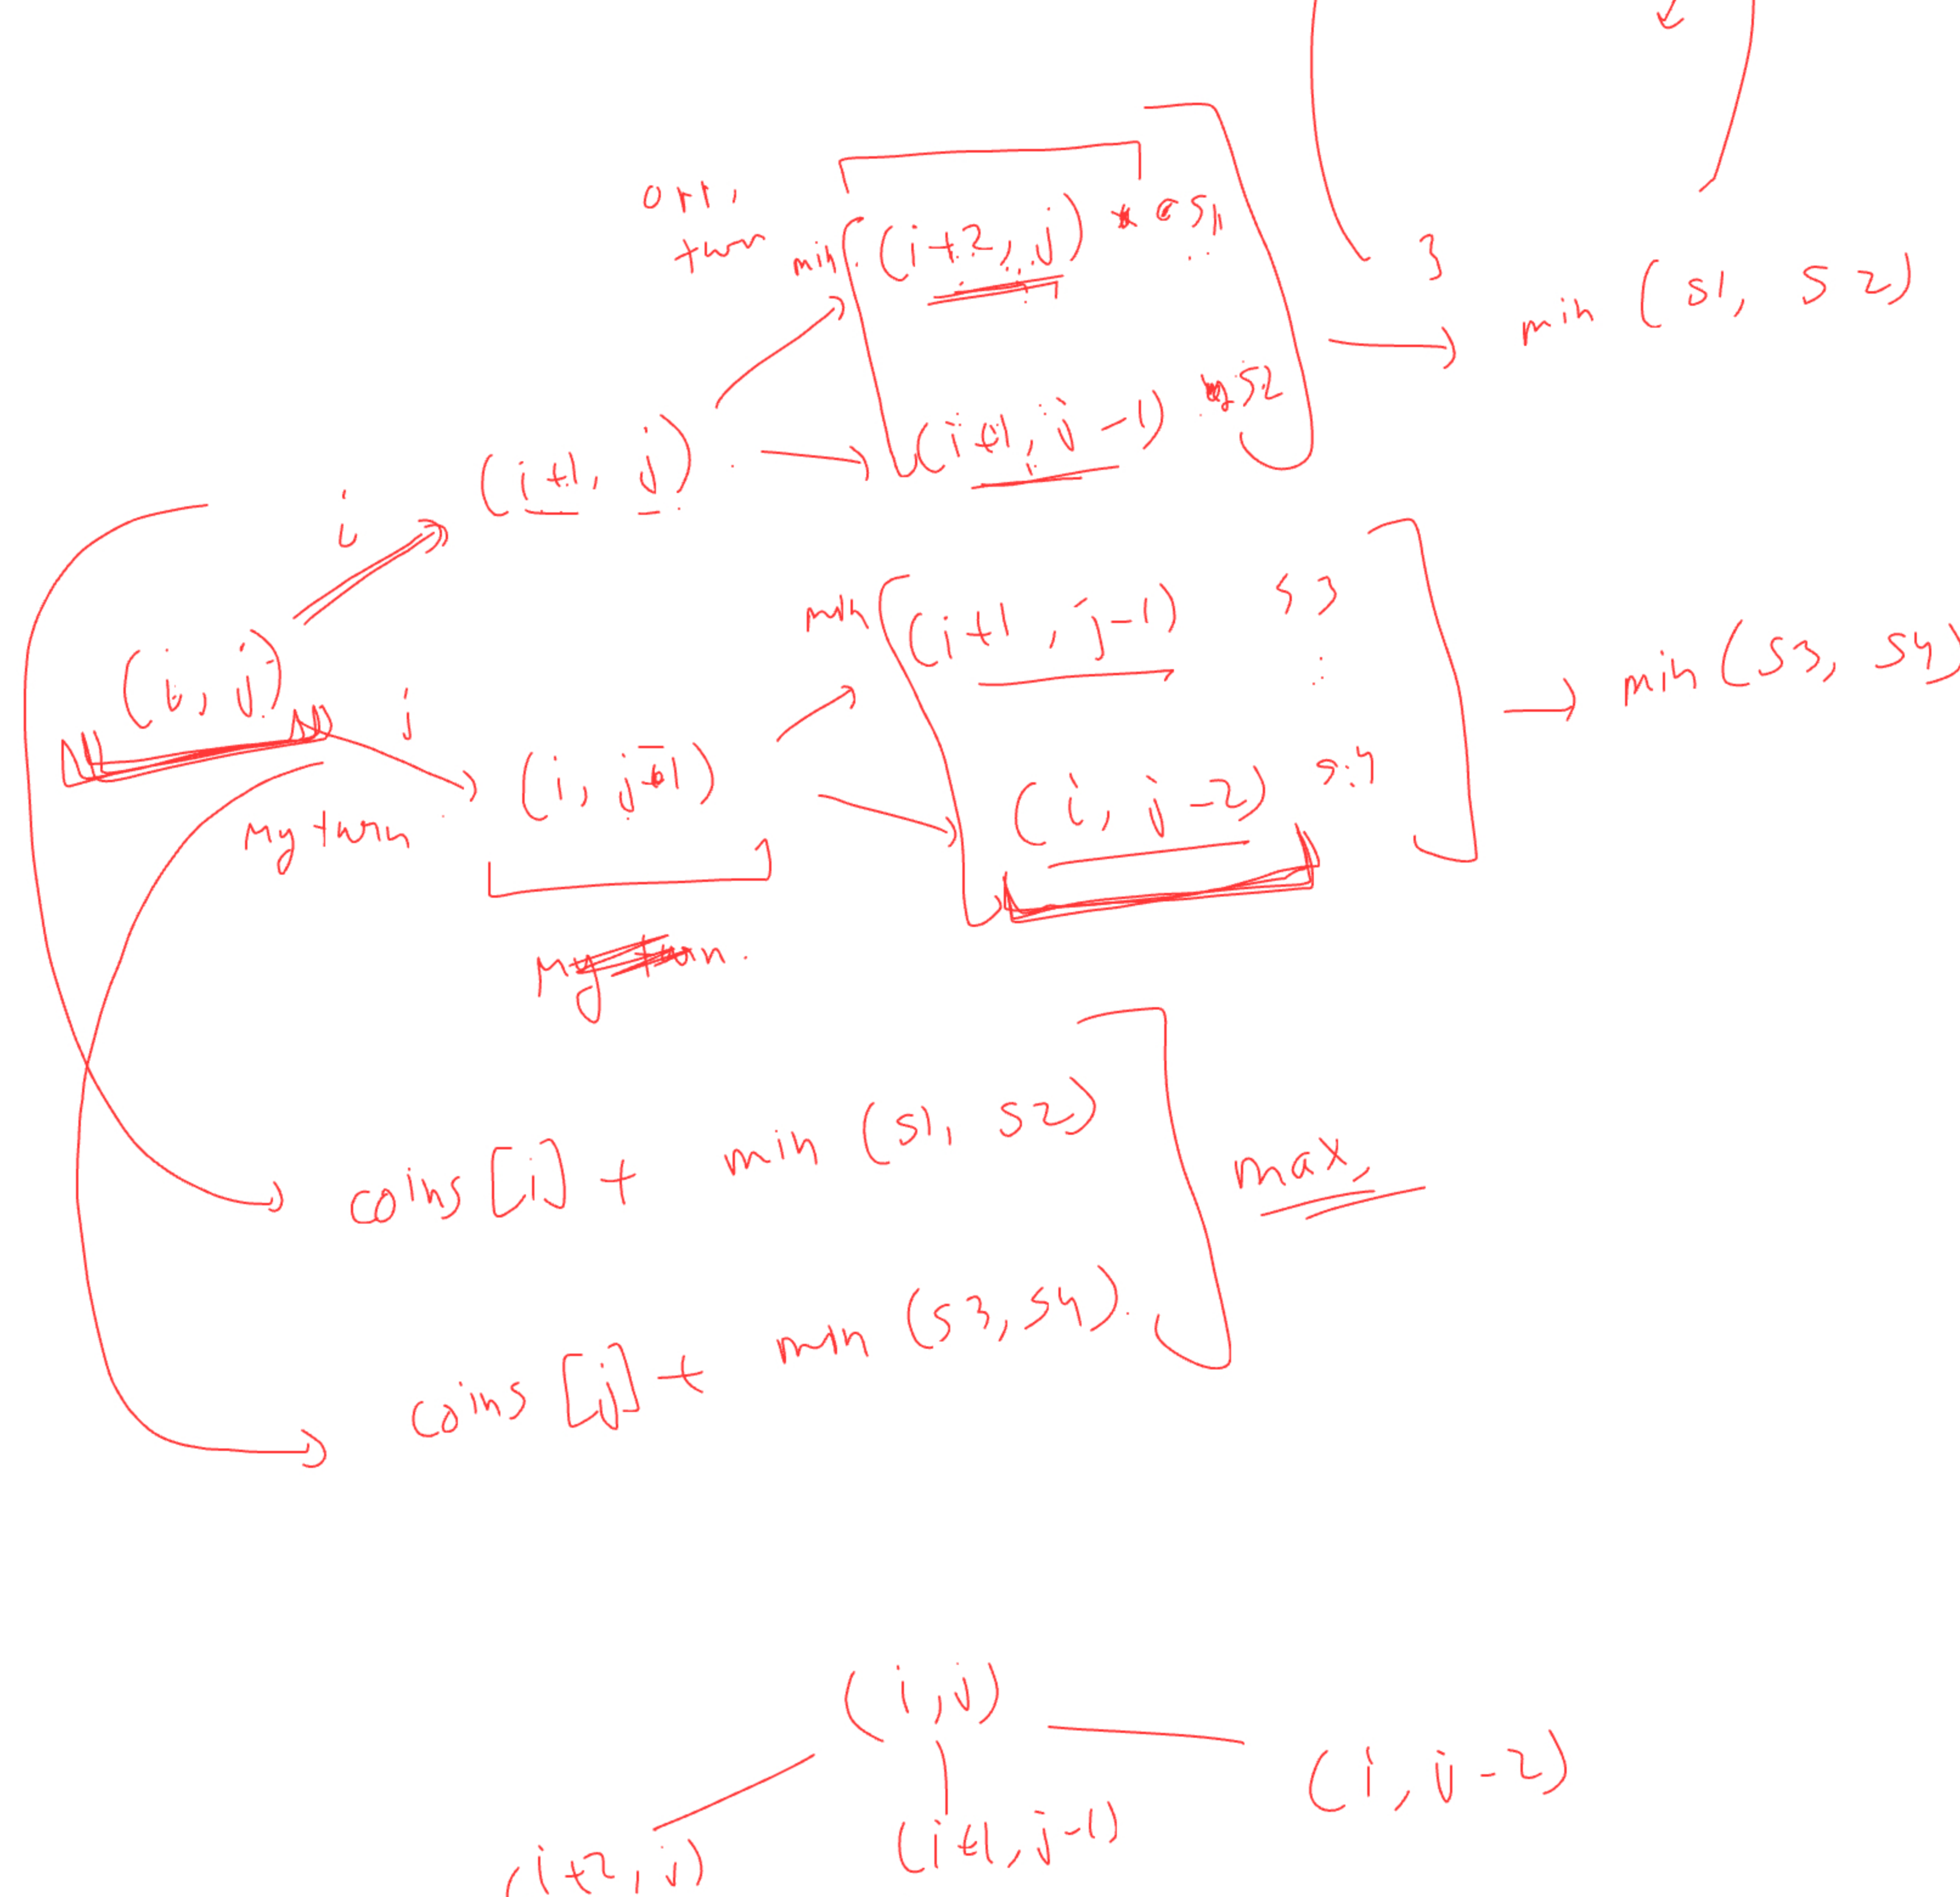 opp.
turn
min
(i+2, j) s1
min (s1, s2)
(i+1, j-1) s2
i
(i+1, j)
min
(i+1, j-1) s3
min (s3, s4)
(i, j)
j
(i, j-1)
(i, j-2) s4
My turn
My turn.
coins [i] + min (s1, s2)
max
coins [j] + min (s3, s4).
(i, j)
(i, j-2)
(i+1, j-1)
(i+2, j)